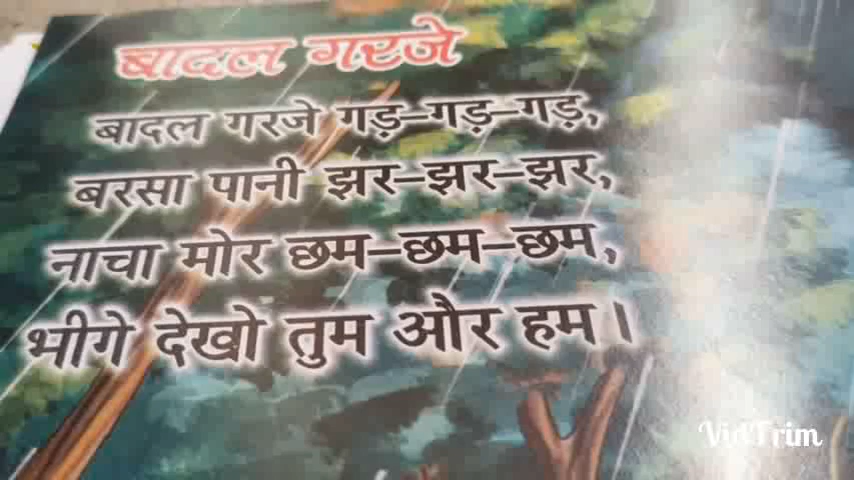 बादल गरजे
बादल गरजे गड़–गड़–गड़,
बरसा पानी झर–झर–झर,
नाचा मोर छम–छम–छम,
भीगे देखो तुम और हम।
VidTrim